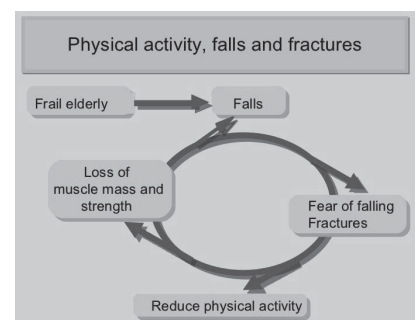 Physical activity, falls and fractures
Frail elderly
Falls
Loss of
muscle mass and
strength
Fear of falling
Fractures
Reduce physical activity